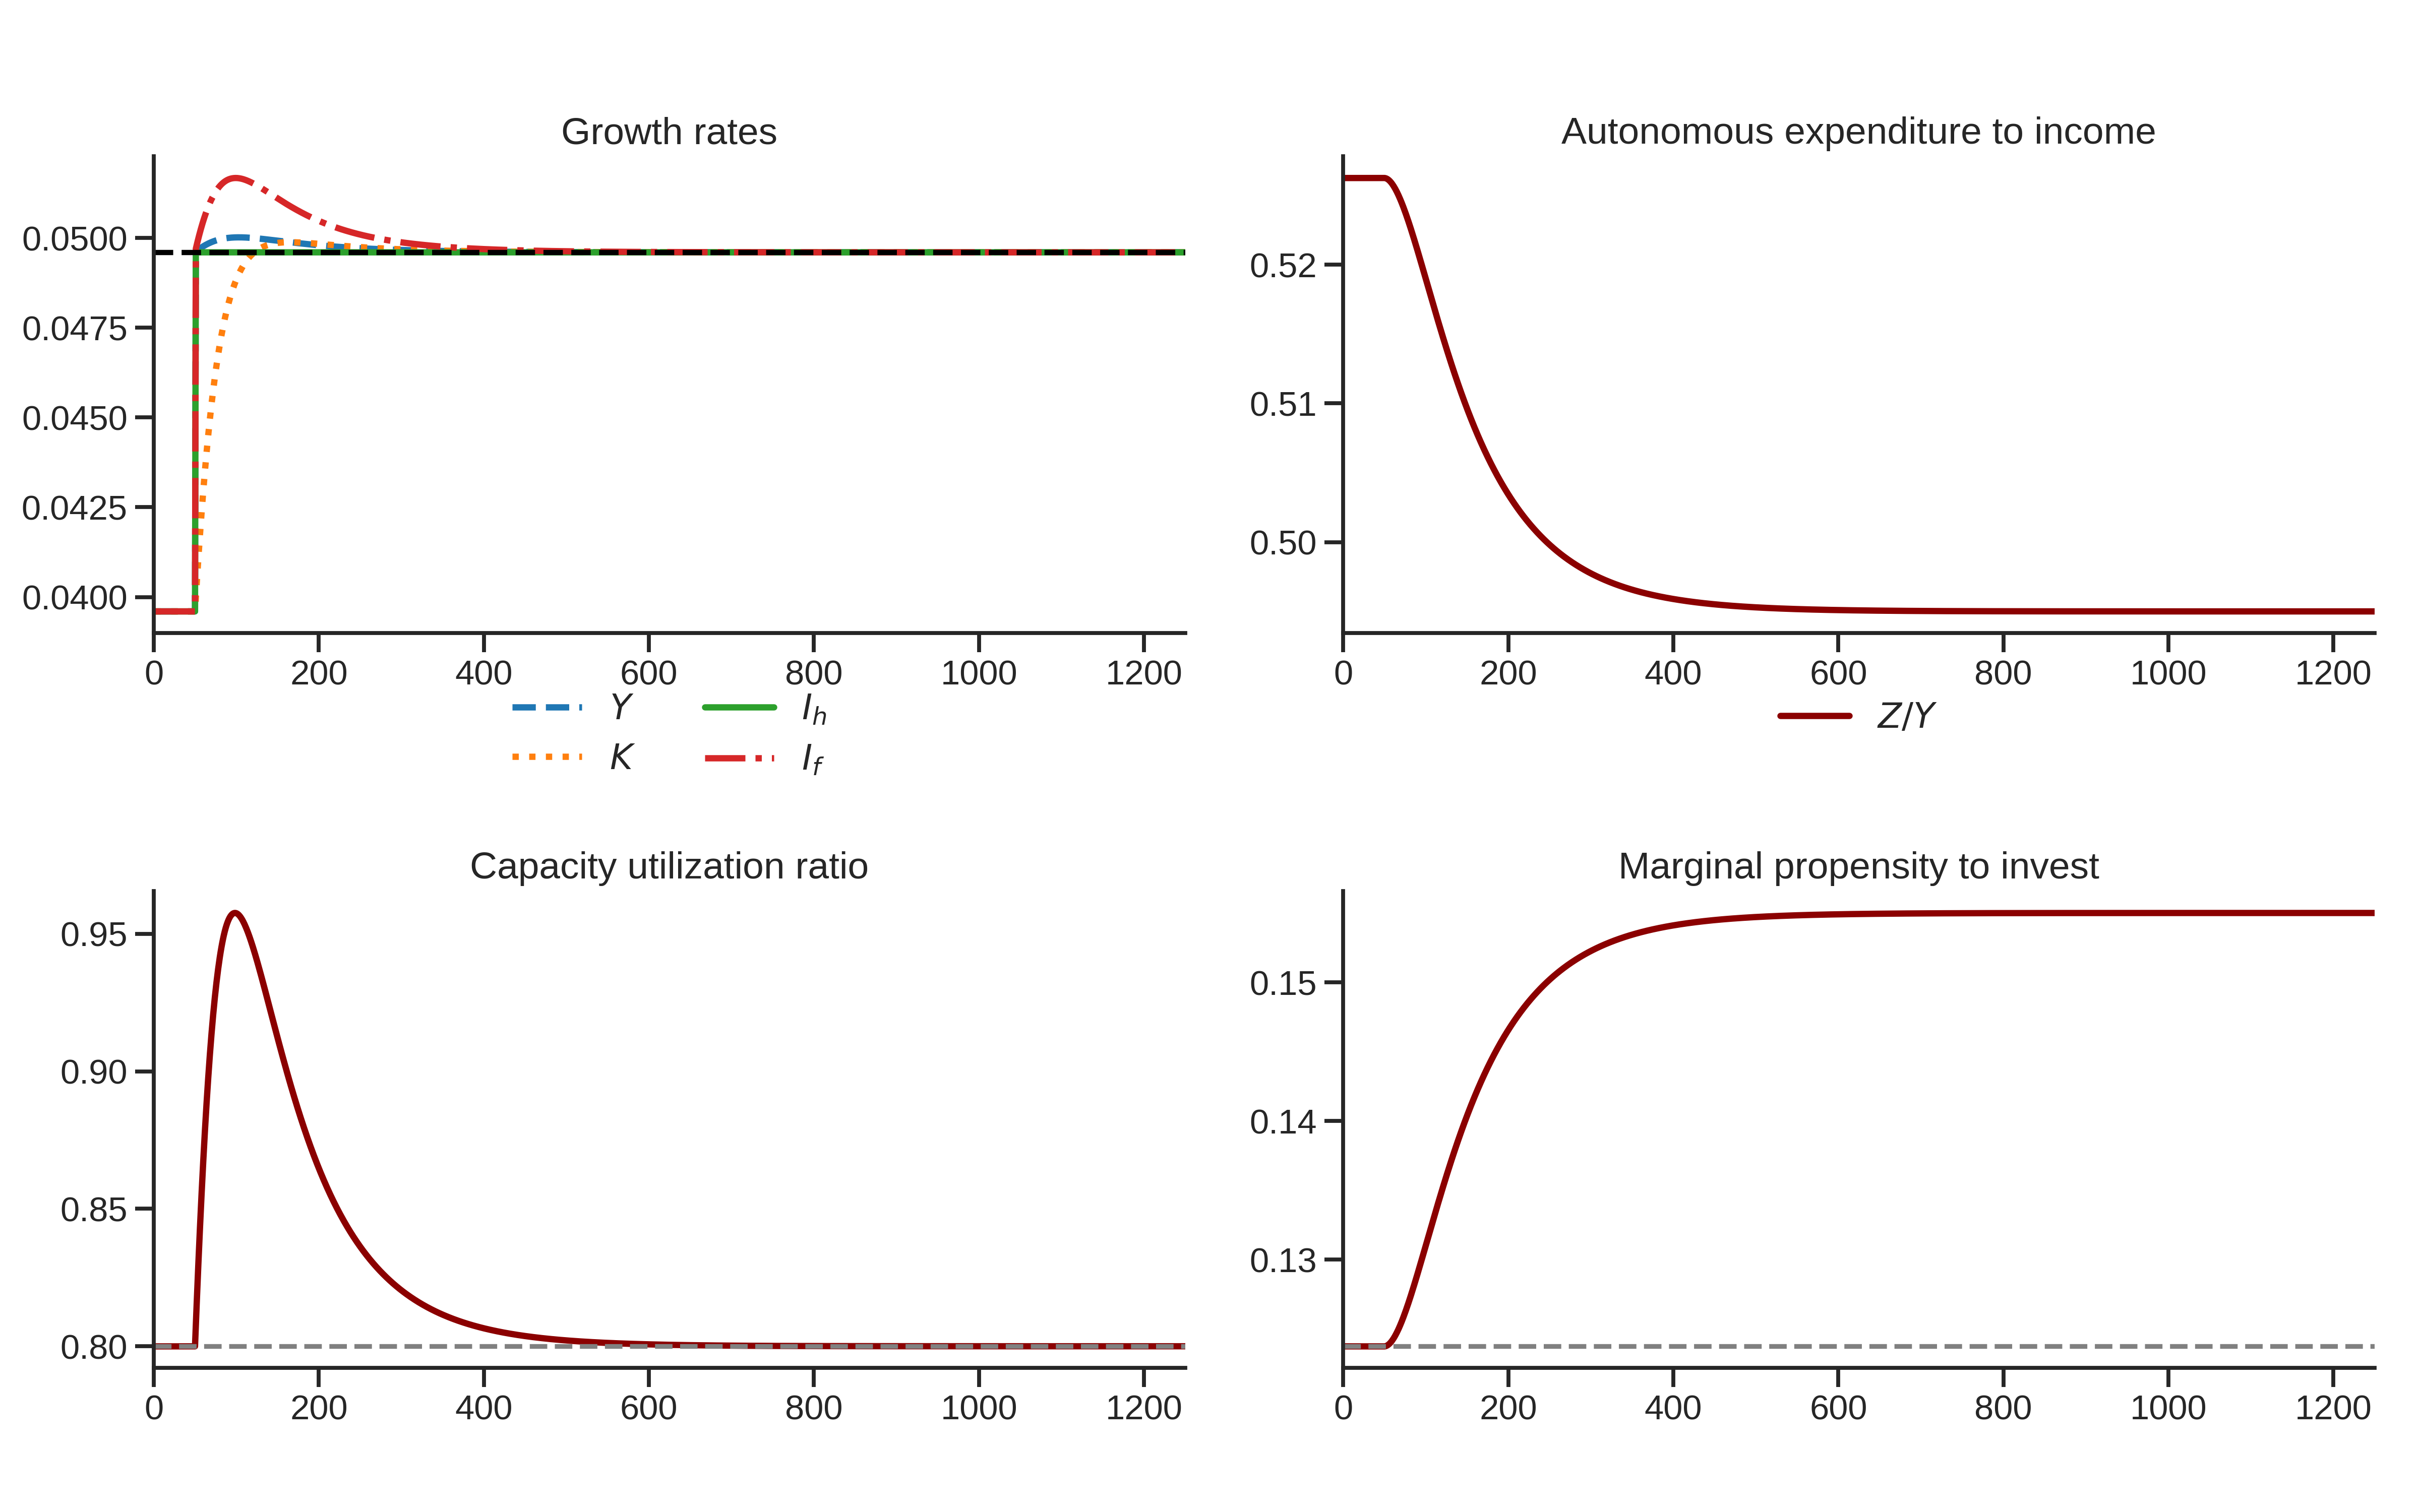 Growth rates
0.0500
0.0475
0.0450
0.0425
0.0400
0 200 400 600 800 1000 1200
Y I_h
K I_f
Autonomous expenditure to income
0.52
0.51
0.50
0 200 400 600 800 1000 1200
Z/Y
Capacity utilization ratio
0.95
0.90
0.85
0.80
0 200 400 600 800 1000 1200
Marginal propensity to invest
0.15
0.14
0.13
0 200 400 600 800 1000 1200